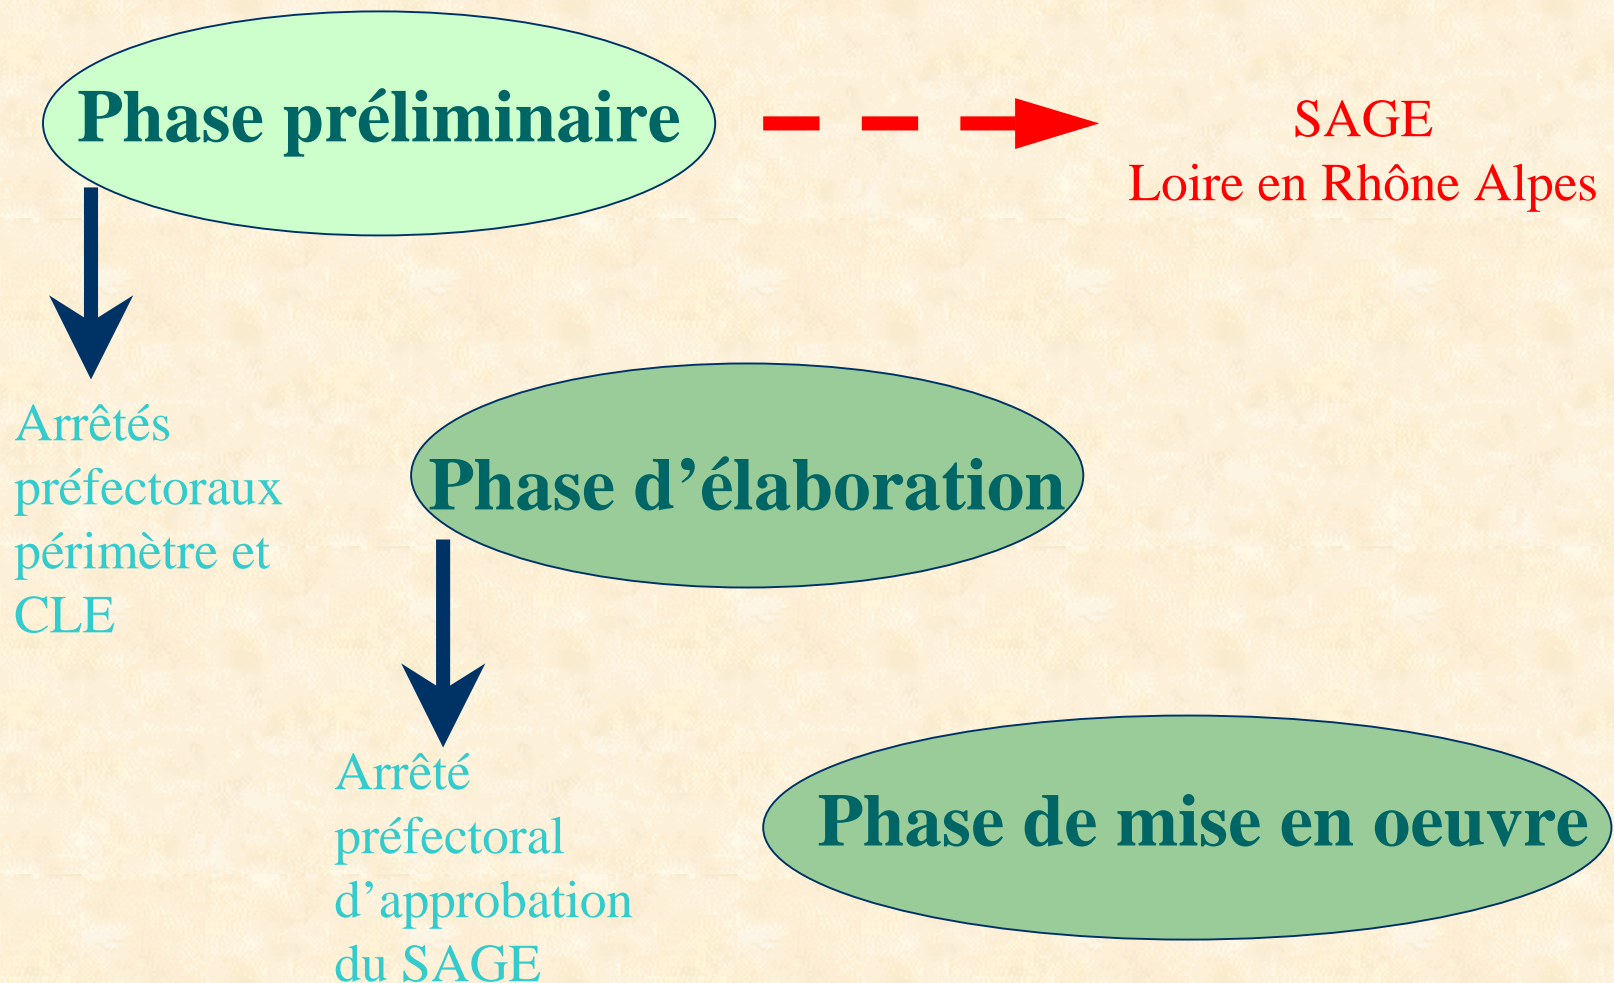 Phase préliminaire
SAGE
Loire en Rhône Alpes
Arrêtés
préfectoraux
périmètre et
CLE
Phase d’élaboration
Arrêté
préfectoral
d’approbation
du SAGE
Phase de mise en oeuvre